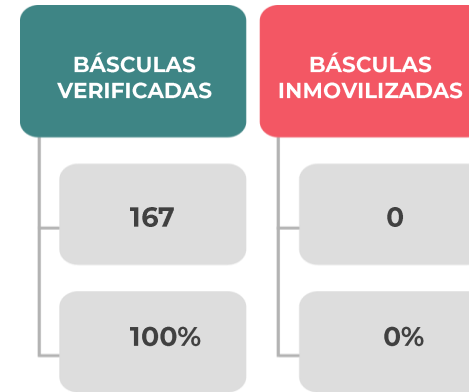 BÁSCULAS
VERIFICADAS
167
100%
BÁSCULAS
INMOVILIZADAS
0
0%